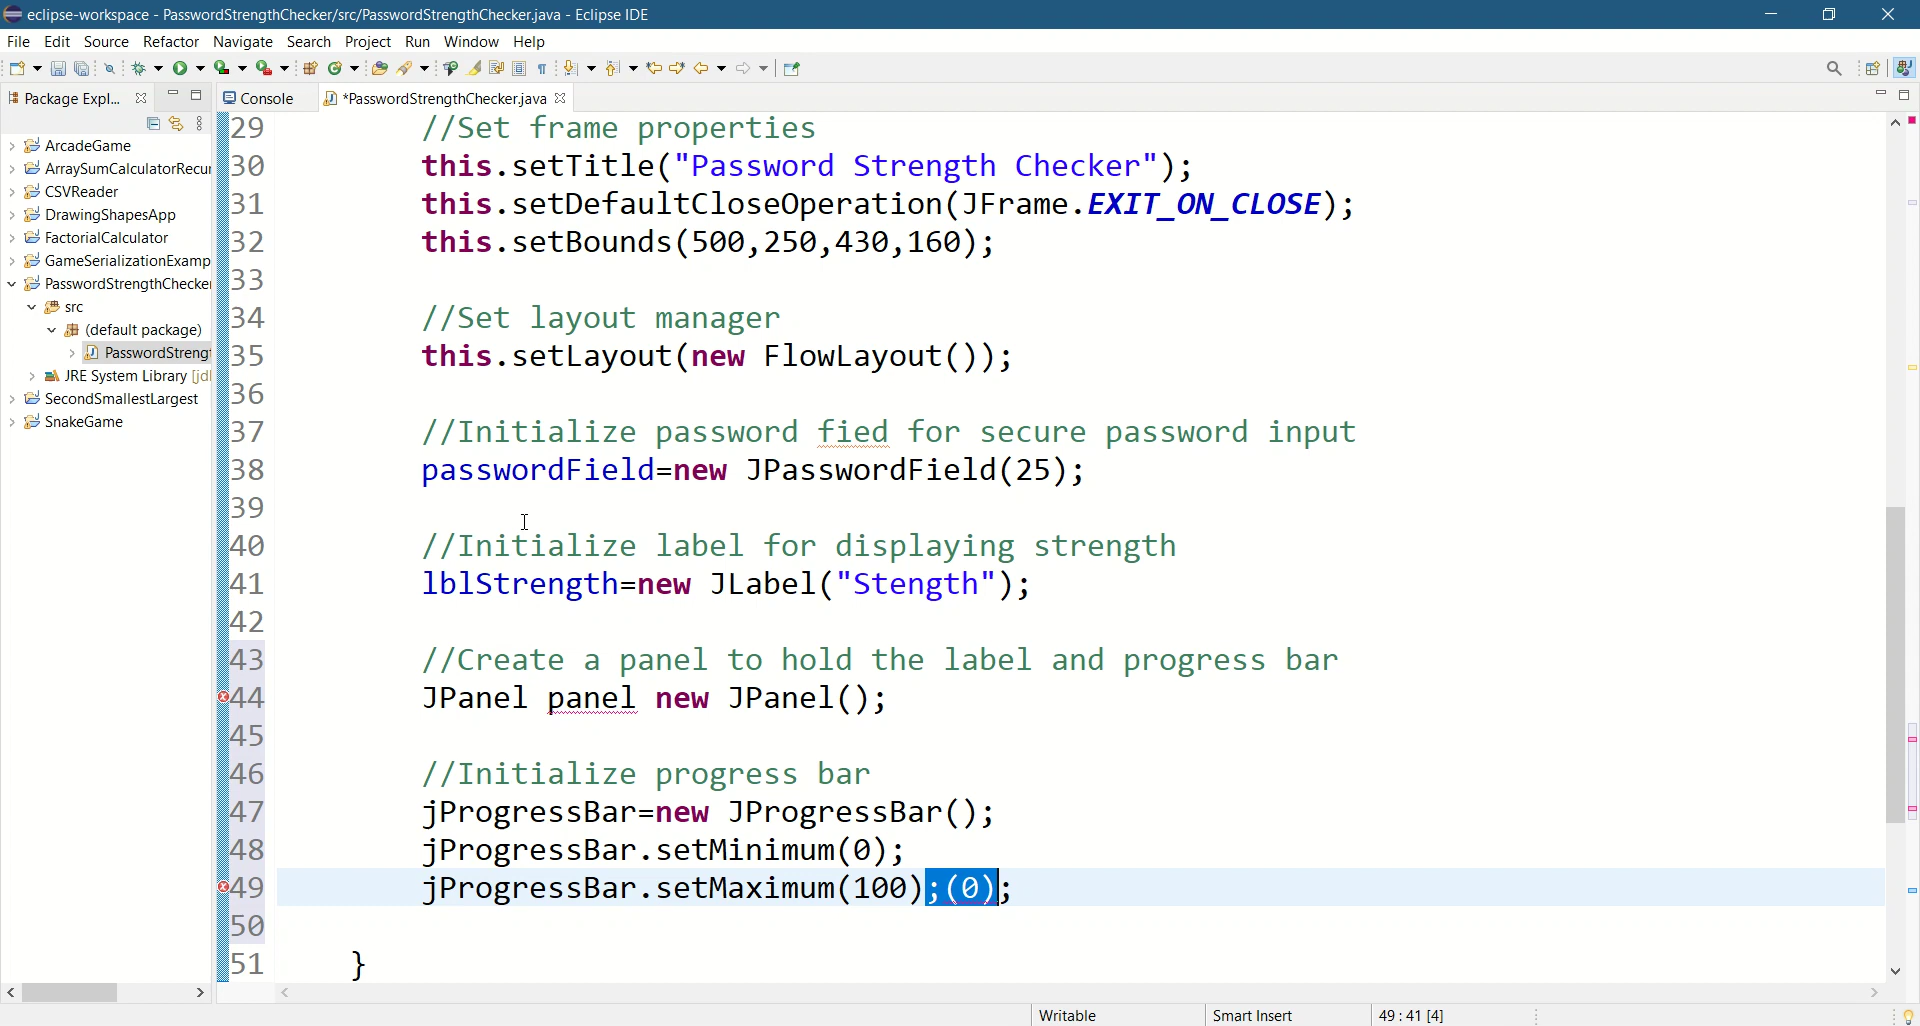 eclipse-workspace - PasswordStrengthChecker/src/PasswordStrengthChecker.java - Eclipse IDE
File Edit Source Refactor Navigate Search Project Run Window Help
Package Expl...
Console
*PasswordStrengthChecker.java
ArcadeGame
ArraySumCalculatorRecur
CSVReader
DrawingShapesApp
FactorialCalculator
GameSerializationExamp
PasswordStrengthChecker
src
(default package)
PasswordStrengt
JRE System Library [jdl
SecondSmallestLargest
SnakeGame
29 //Set frame properties
30 this.setTitle("Password Strength Checker");
31 this.setDefaultCloseOperation(JFrame.EXIT_ON_CLOSE);
32 this.setBounds(500,250,430,160);
33
34 //Set layout manager
35 this.setLayout(new FlowLayout());
36
37 //Initialize password fied for secure password input
38 passwordField=new JPasswordField(25);
39
40 //Initialize label for displaying strength
41 lblStrength=new JLabel("Stength");
42
43 //Create a panel to hold the label and progress bar
44 JPanel panel new JPanel();
45
46 //Initialize progress bar
47 jProgressBar=new JProgressBar();
48 jProgressBar.setMinimum(0);
49 jProgressBar.setMaximum(100);(0);
50
51 }
Writable
Smart Insert
49 : 41 [4]